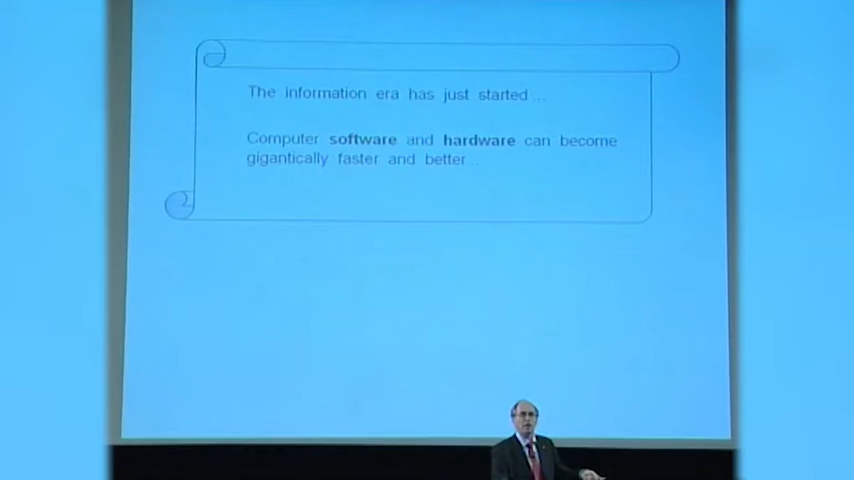 The information era has just started ...
Computer software and hardware can become
gigantically faster and better ..